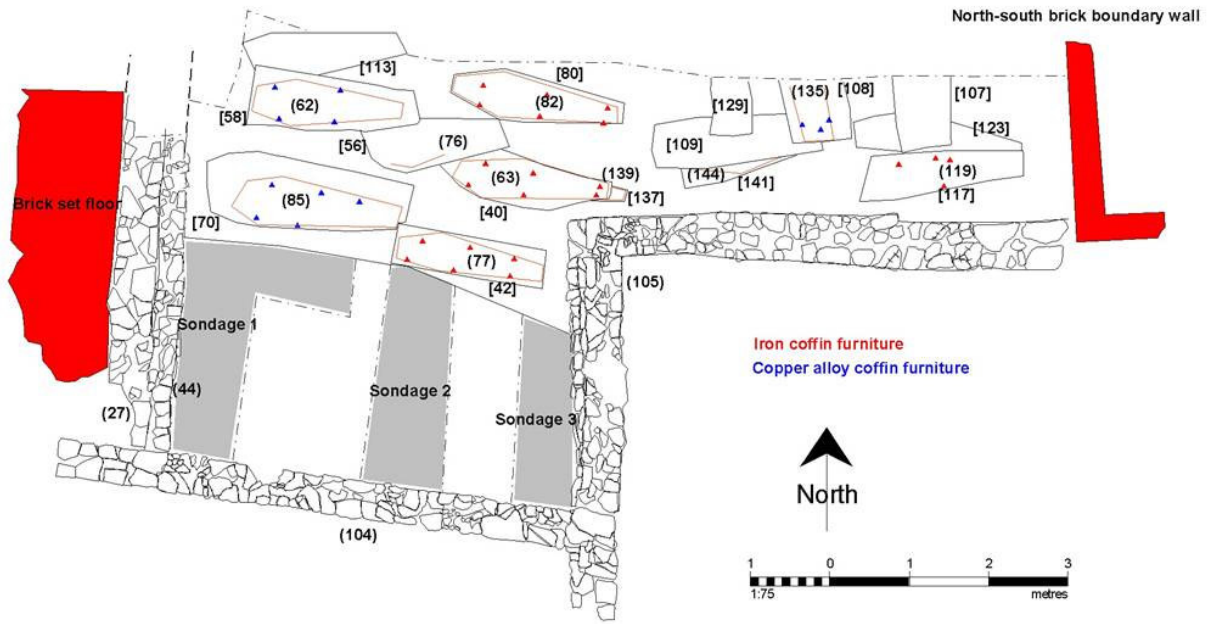 North-south brick boundary wall
[113]
[80]
(62)
(82)
[58]
[129]
(135)
[108]
[107]
[56]
(76)
[109]
[123]
(63)
(139)
(144)
[141]
(119)
[137]
[117]
Brick set floor
(85)
[70]
[40]
(77)
[42]
(105)
Sondage 1
Iron coffin furniture
Copper alloy coffin furniture
(44)
Sondage 2
(27)
Sondage 3
North
(104)
1 0 1 2 3
1:75 metres